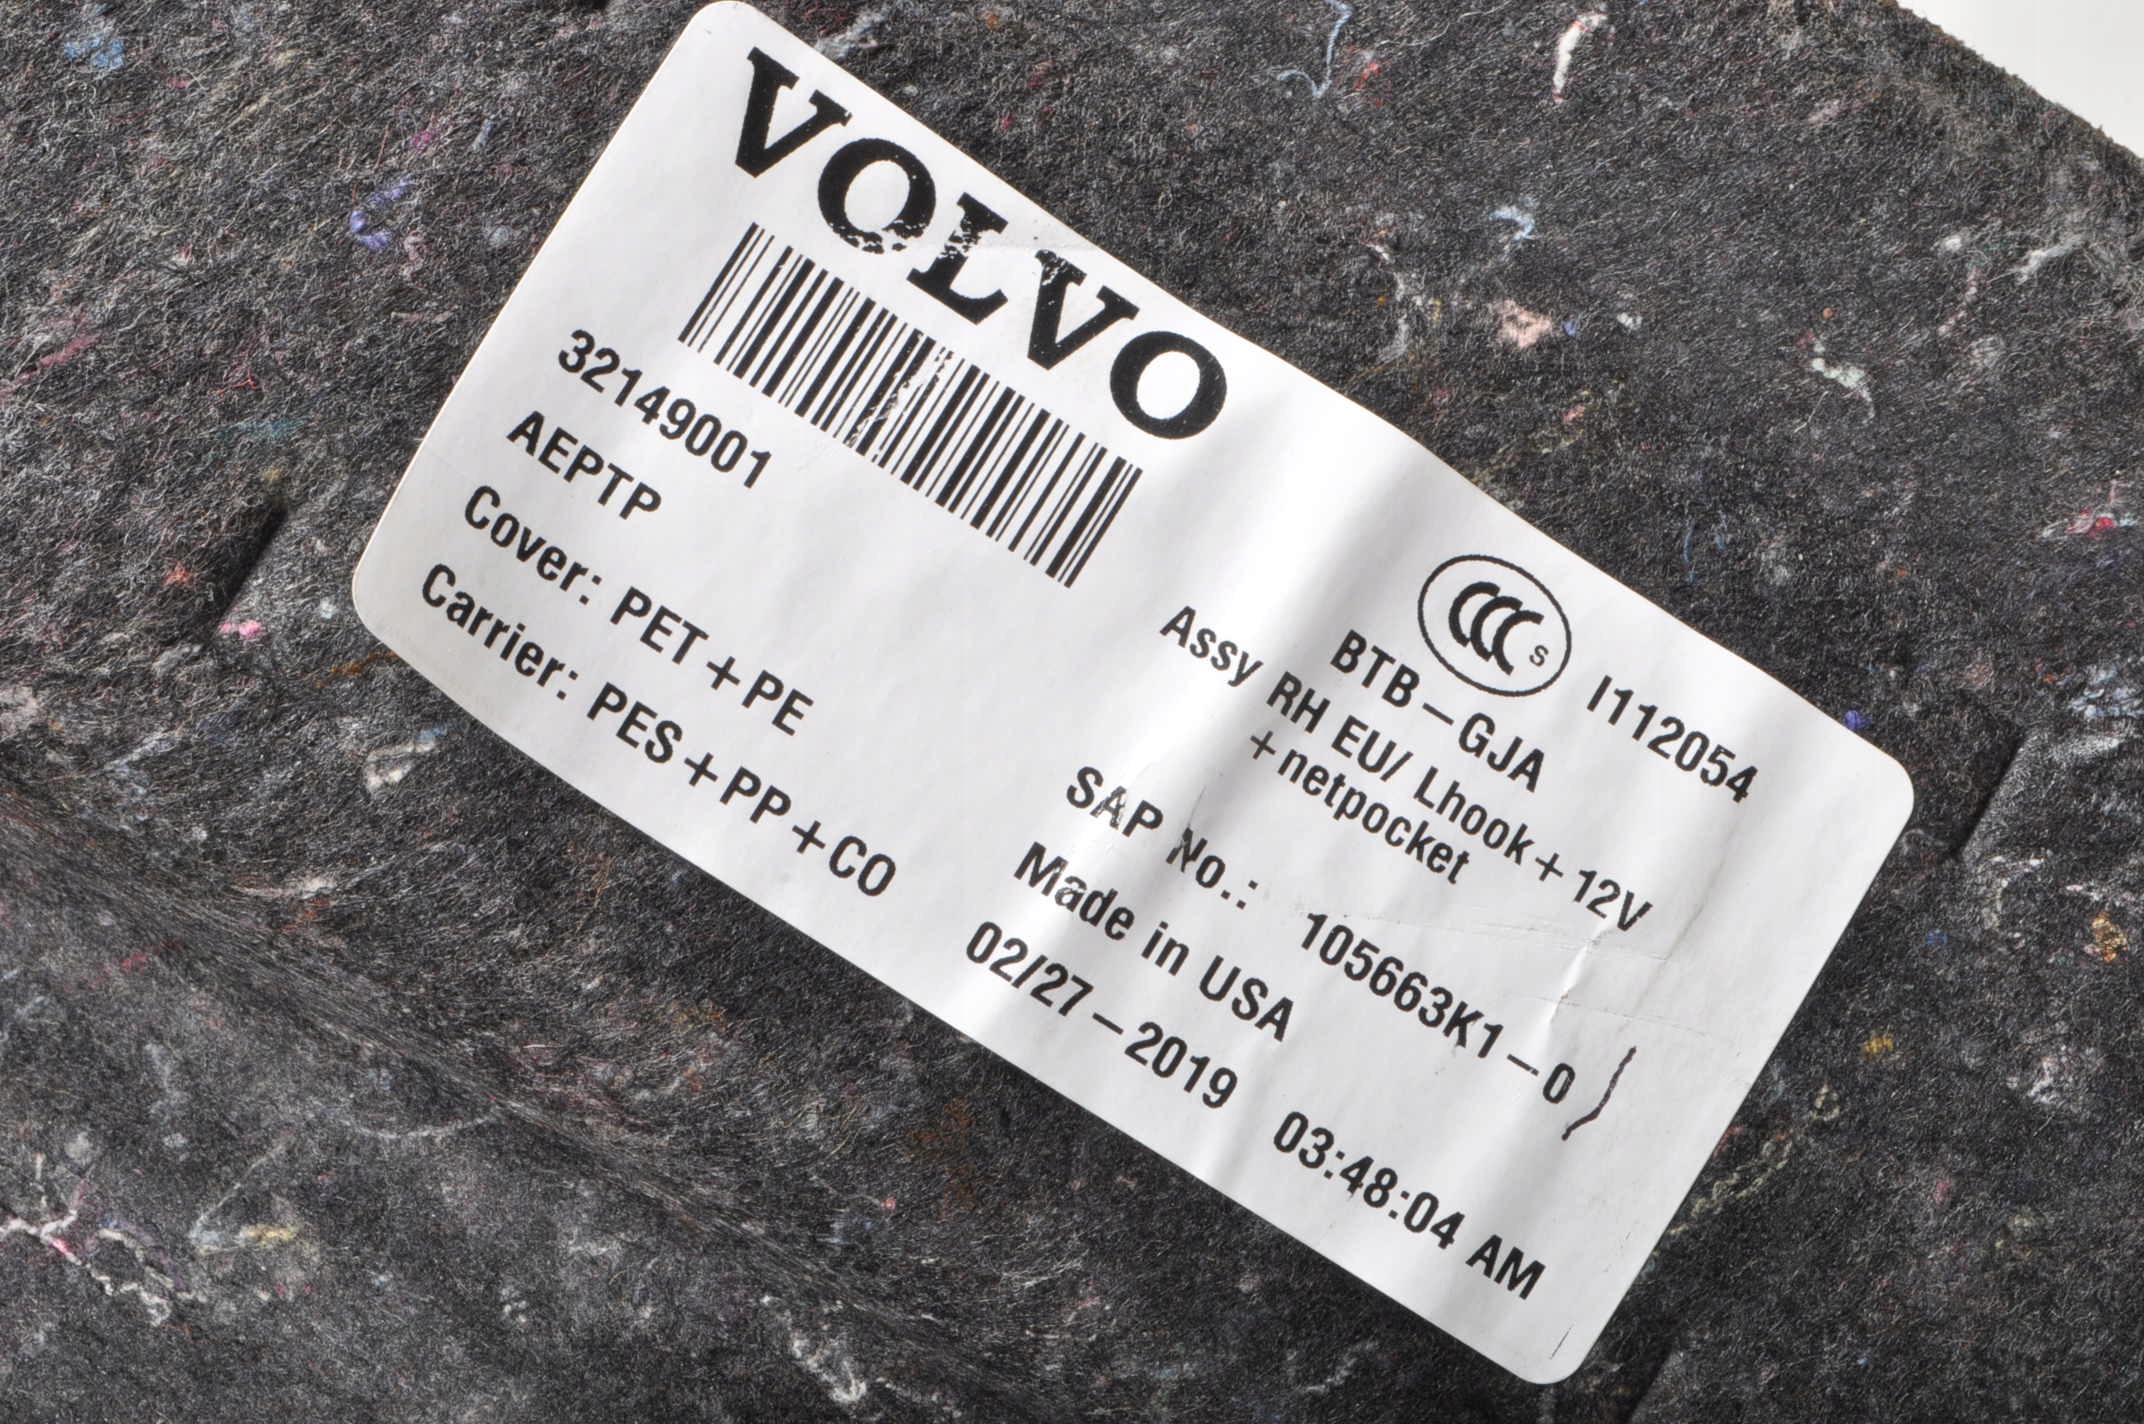 VOLVO
32149001
AEPTP
Cover: PET+PE
Carrier: PES+PP+CO
CCC S
I112054
BTB-GJA
Assy RH EU/ Lhook+12V
+netpocket
SAP No.: 105663K1-0
Made in USA
02/27-2019 03:48:04 AM